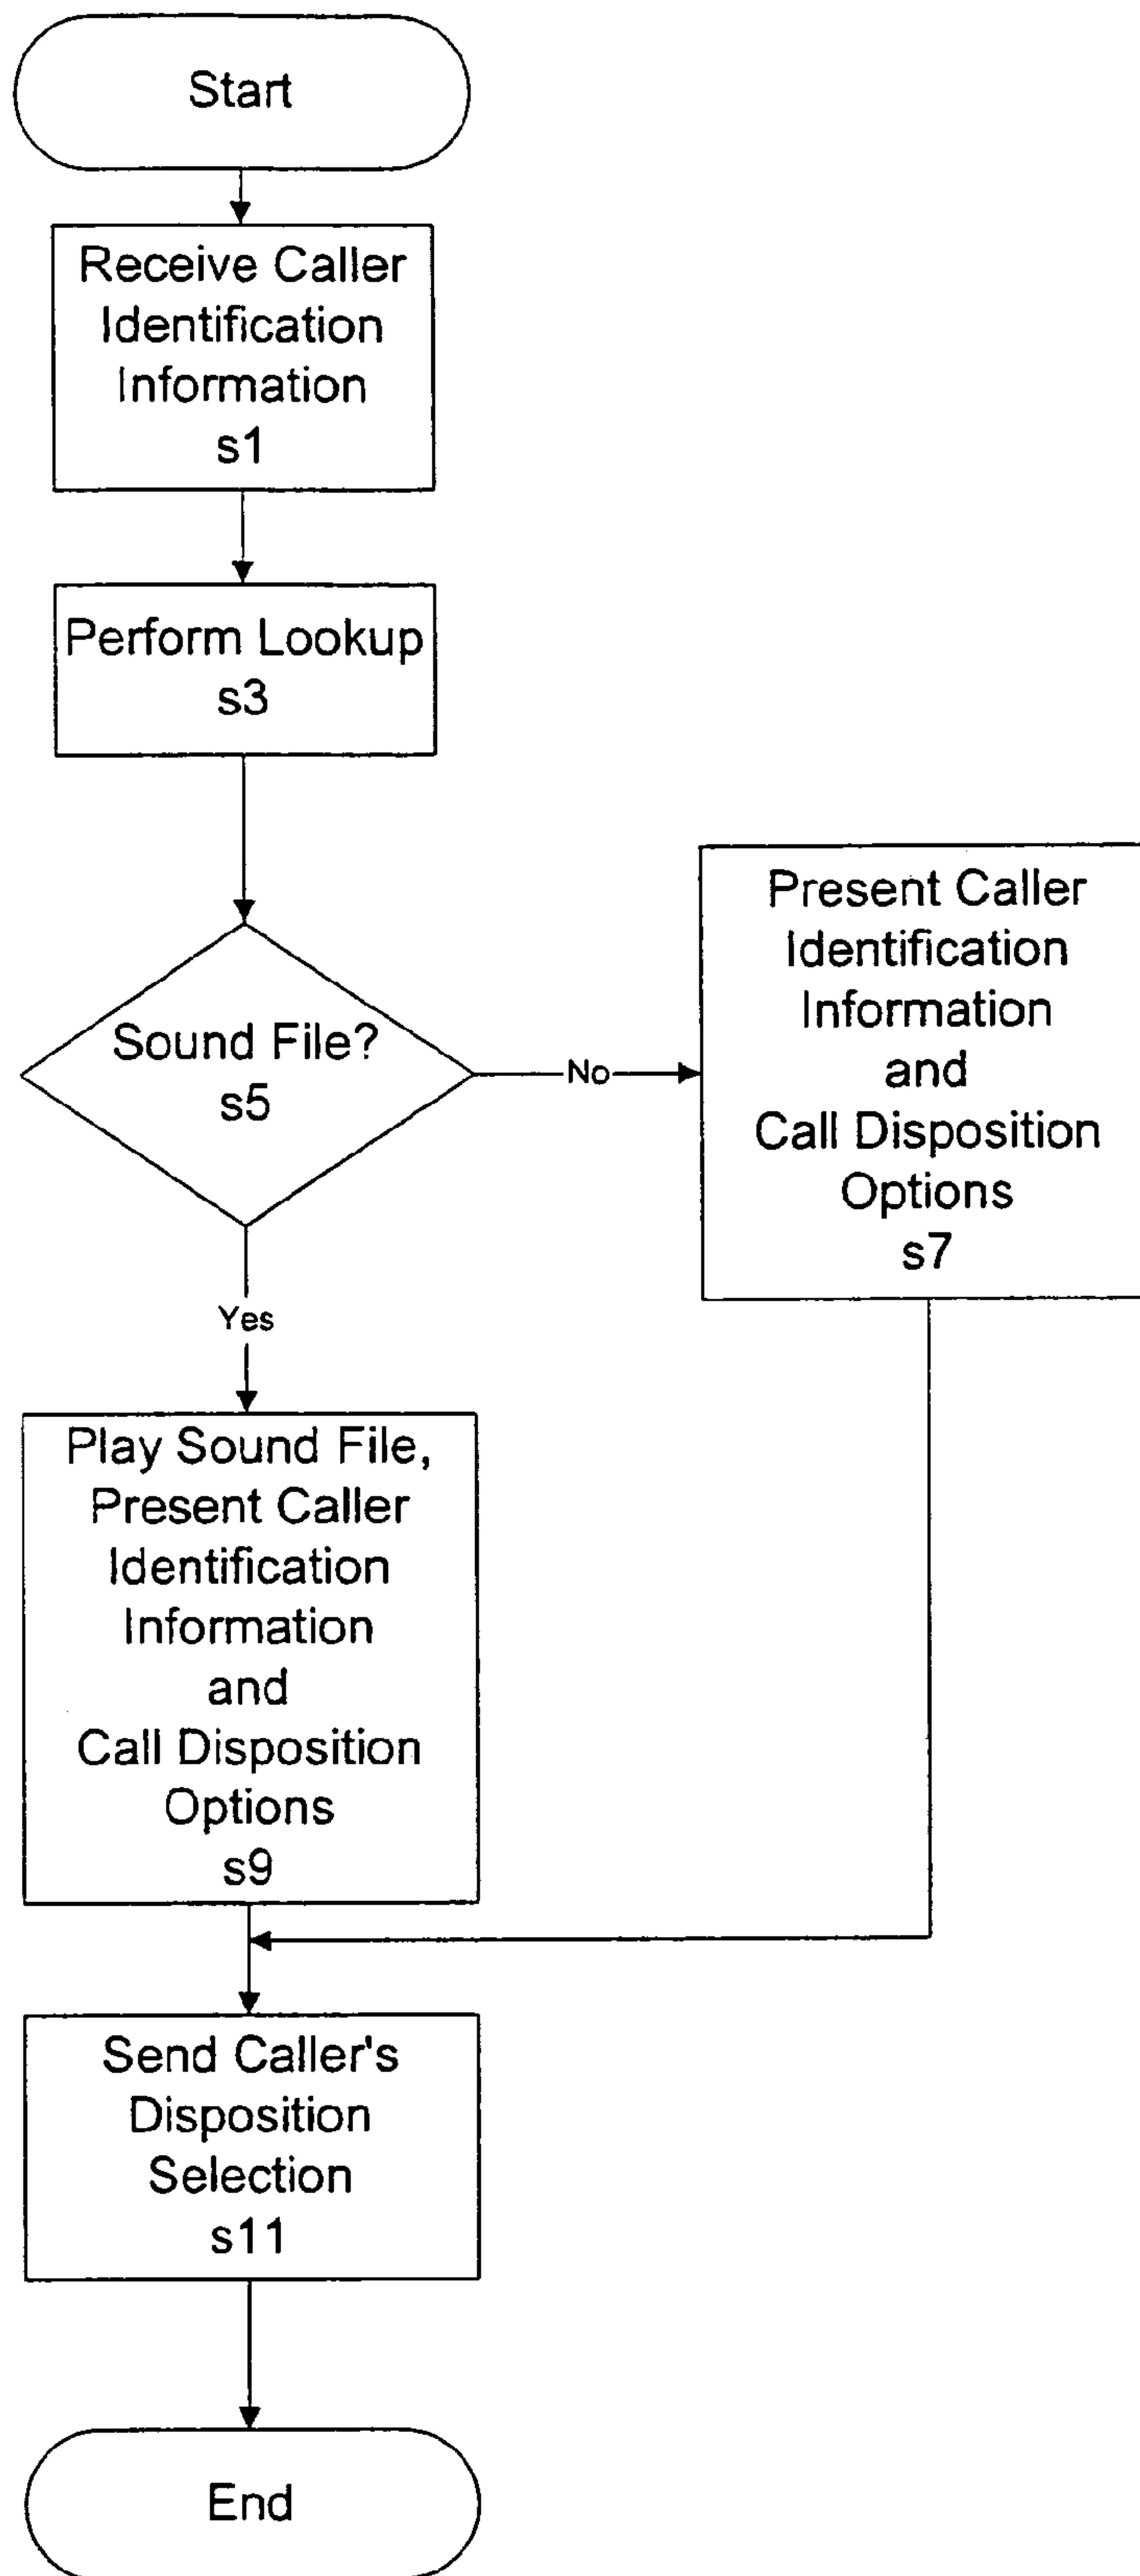 Start
Receive Caller
Identification
Information
s1
Perform Lookup
s3
Sound File?
s5
No
Present Caller
Identification
Information
and
Call Disposition
Options
s7
Yes
Play Sound File,
Present Caller
Identification
Information
and
Call Disposition
Options
s9
Send Caller's
Disposition
Selection
s11
End